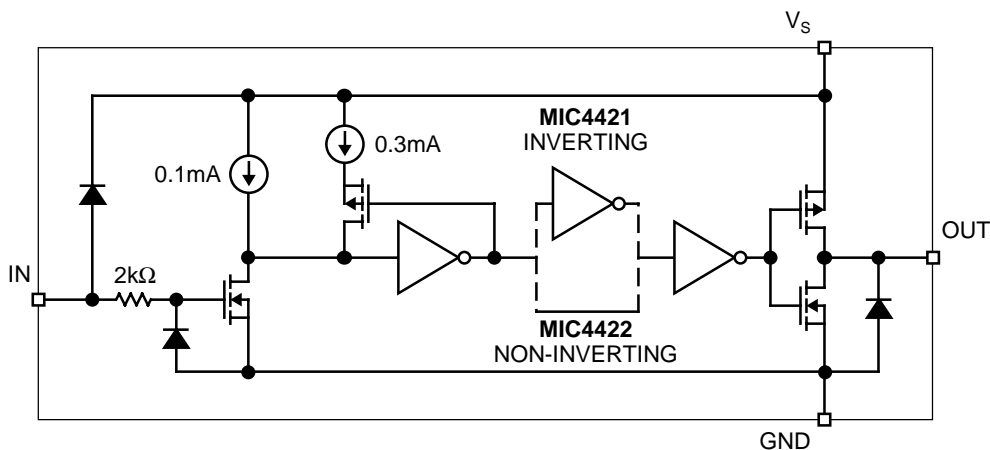 V_S
MIC4421
INVERTING
0.3mA
0.1mA
OUT
IN
2kΩ
MIC4422
NON-INVERTING
GND